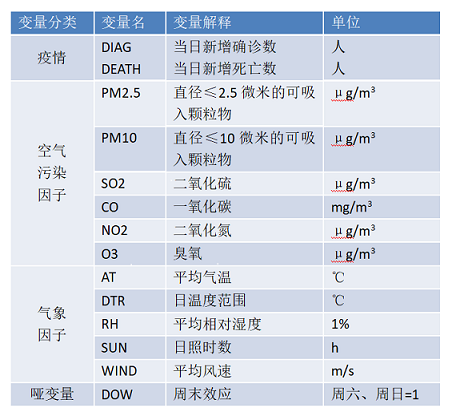 变量分类 变量名 变量解释 单位
疫情
DIAG 当日新增确诊数 人
DEATH 当日新增死亡数 人
空气
污染
因子
PM2.5 直径≤2.5 微米的可吸 μg/m³
入颗粒物
PM10 直径≤10 微米的可吸 μg/m³
入颗粒物
SO2 二氧化硫 μg/m³
CO 一氧化碳 mg/m³
NO2 二氧化氮 μg/m³
O3 臭氧 μg/m³
气象
因子
AT 平均气温 ℃
DTR 日温度范围 ℃
RH 平均相对湿度 1%
SUN 日照时数 h
WIND 平均风速 m/s
哑变量 DOW 周末效应 周六、周日=1